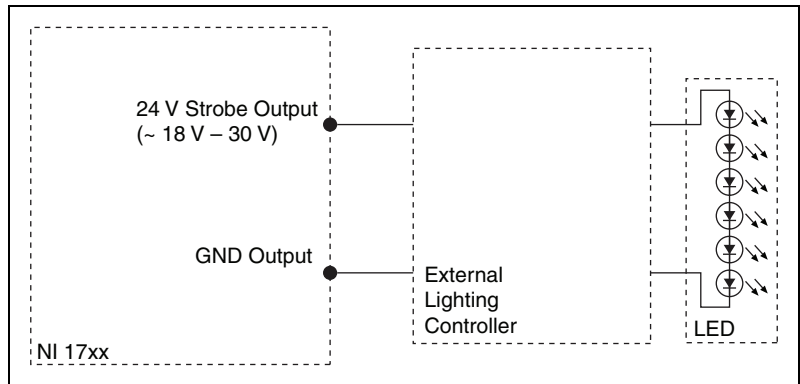 24 V Strobe Output
(~ 18 V – 30 V)
GND Output
External
Lighting
Controller
LED
NI 17xx